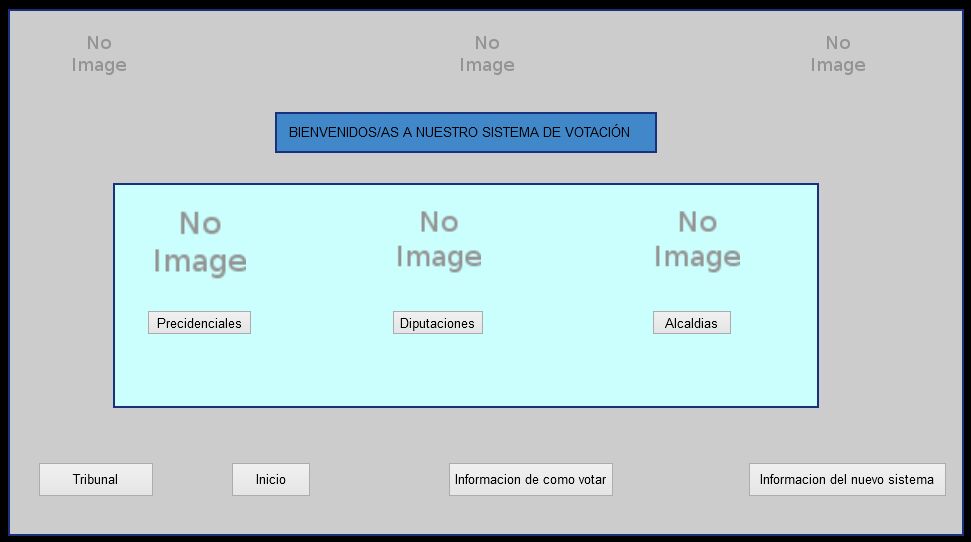 No
Image
No
Image
No
Image
BIENVENIDOS/AS A NUESTRO SISTEMA DE VOTACIÓN
No
Image
No
Image
No
Image
Precidenciales
Diputaciones
Alcaldias
Tribunal
Inicio
Informacion de como votar
Informacion del nuevo sistema